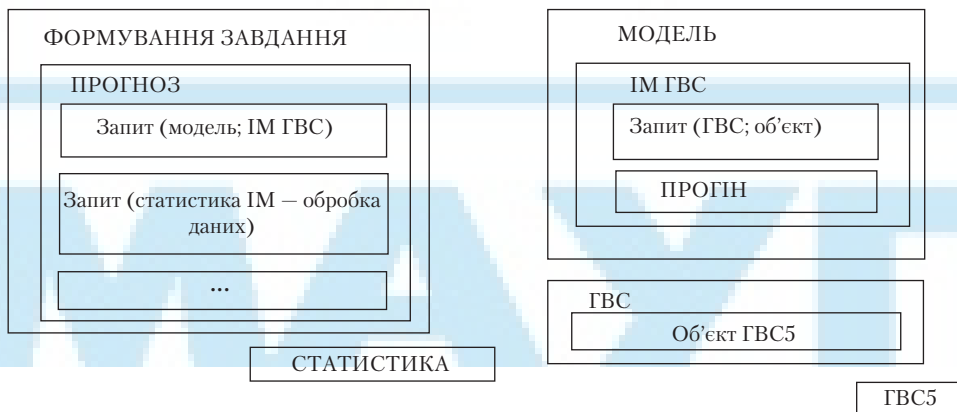 ФОРМУВАННЯ ЗАВДАННЯ
ПРОГНОЗ
Запит (модель; ІМ ГВС)
Запит (статистика ІМ — обробка
даних)
...
СТАТИСТИКА
МОДЕЛЬ
ІМ ГВС
Запит (ГВС; об’єкт)
ПРОГІН
ГВС
Об’єкт ГВС5
ГВС5
МАУП